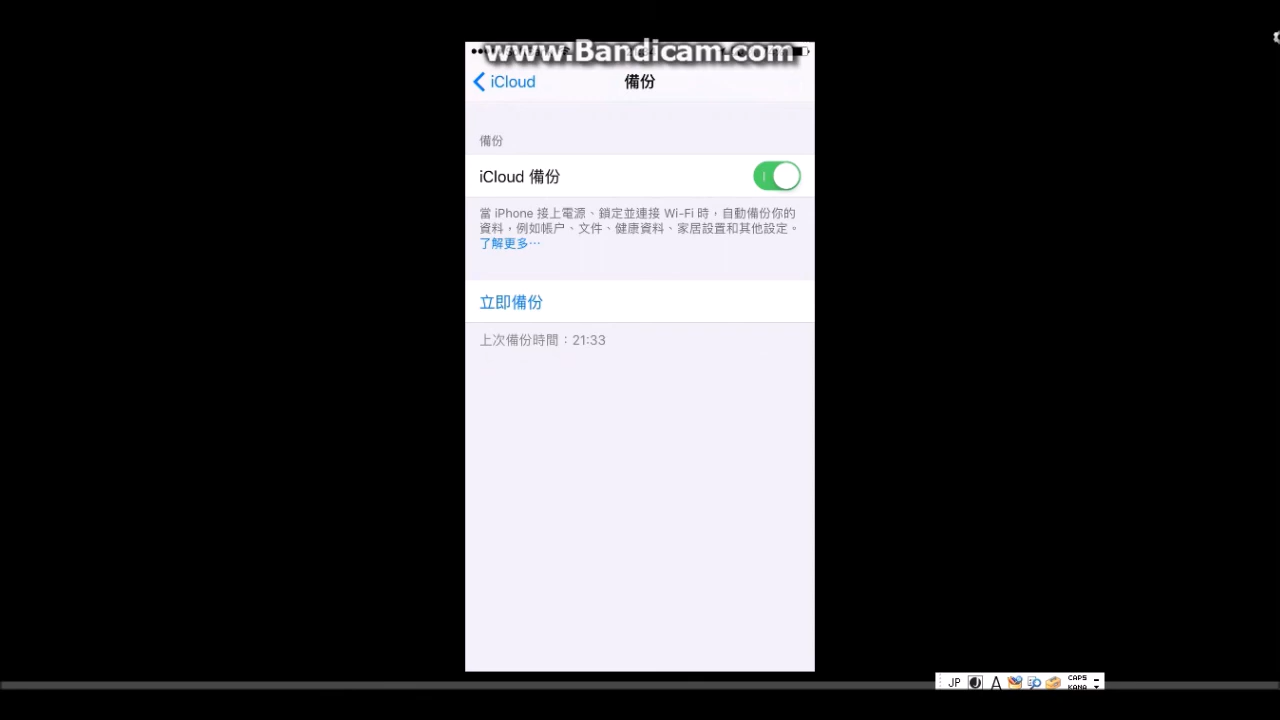 www.Bandicam.com
iCloud
備份
備份
iCloud 備份
當 iPhone 接上電源、鎖定並連接 Wi-Fi 時，自動備份你的
資料，例如帳户、文件、健康資料、家居設置和其他設定。
了解更多⋯
立即備份
上次備份時間：21:33
JP
A
CAPS
KANA